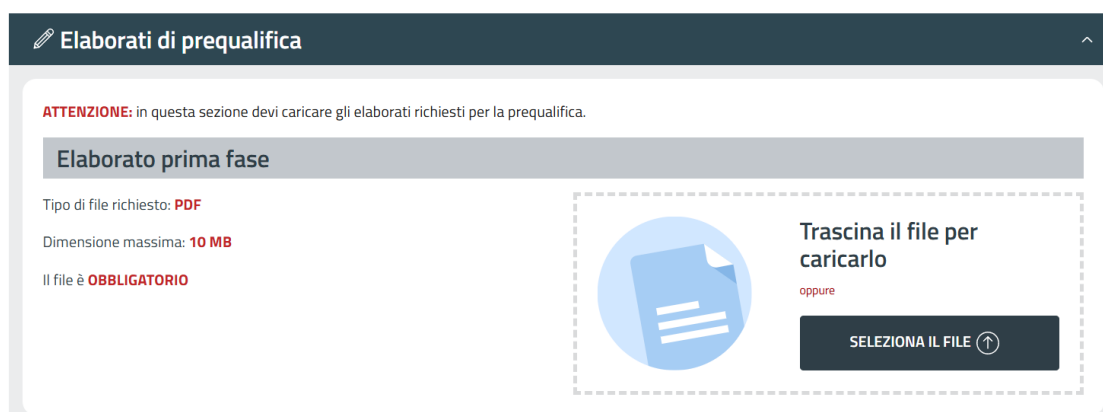 Elaborati di prequalifica
ATTENZIONE: in questa sezione devi caricare gli elaborati richiesti per la prequalifica.
Elaborato prima fase
Tipo di file richiesto: PDF
Dimensione massima: 10 MB
Il file è OBBLIGATORIO
Trascina il file per
caricarlo
oppure
SELEZIONA IL FILE